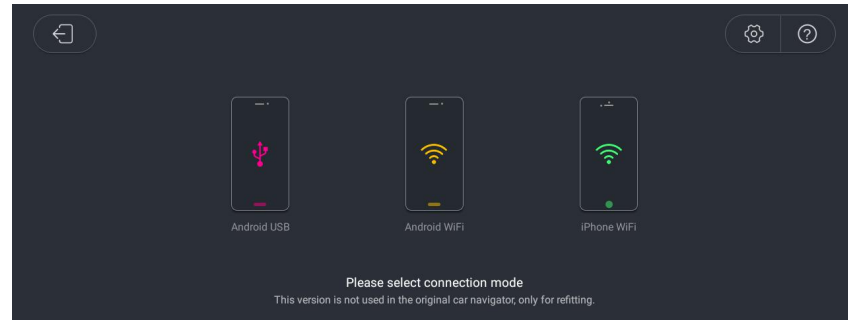 Android USB
Android WiFi
iPhone WiFi
Please select connection mode
This version is not used in the original car navigator, only for refitting.